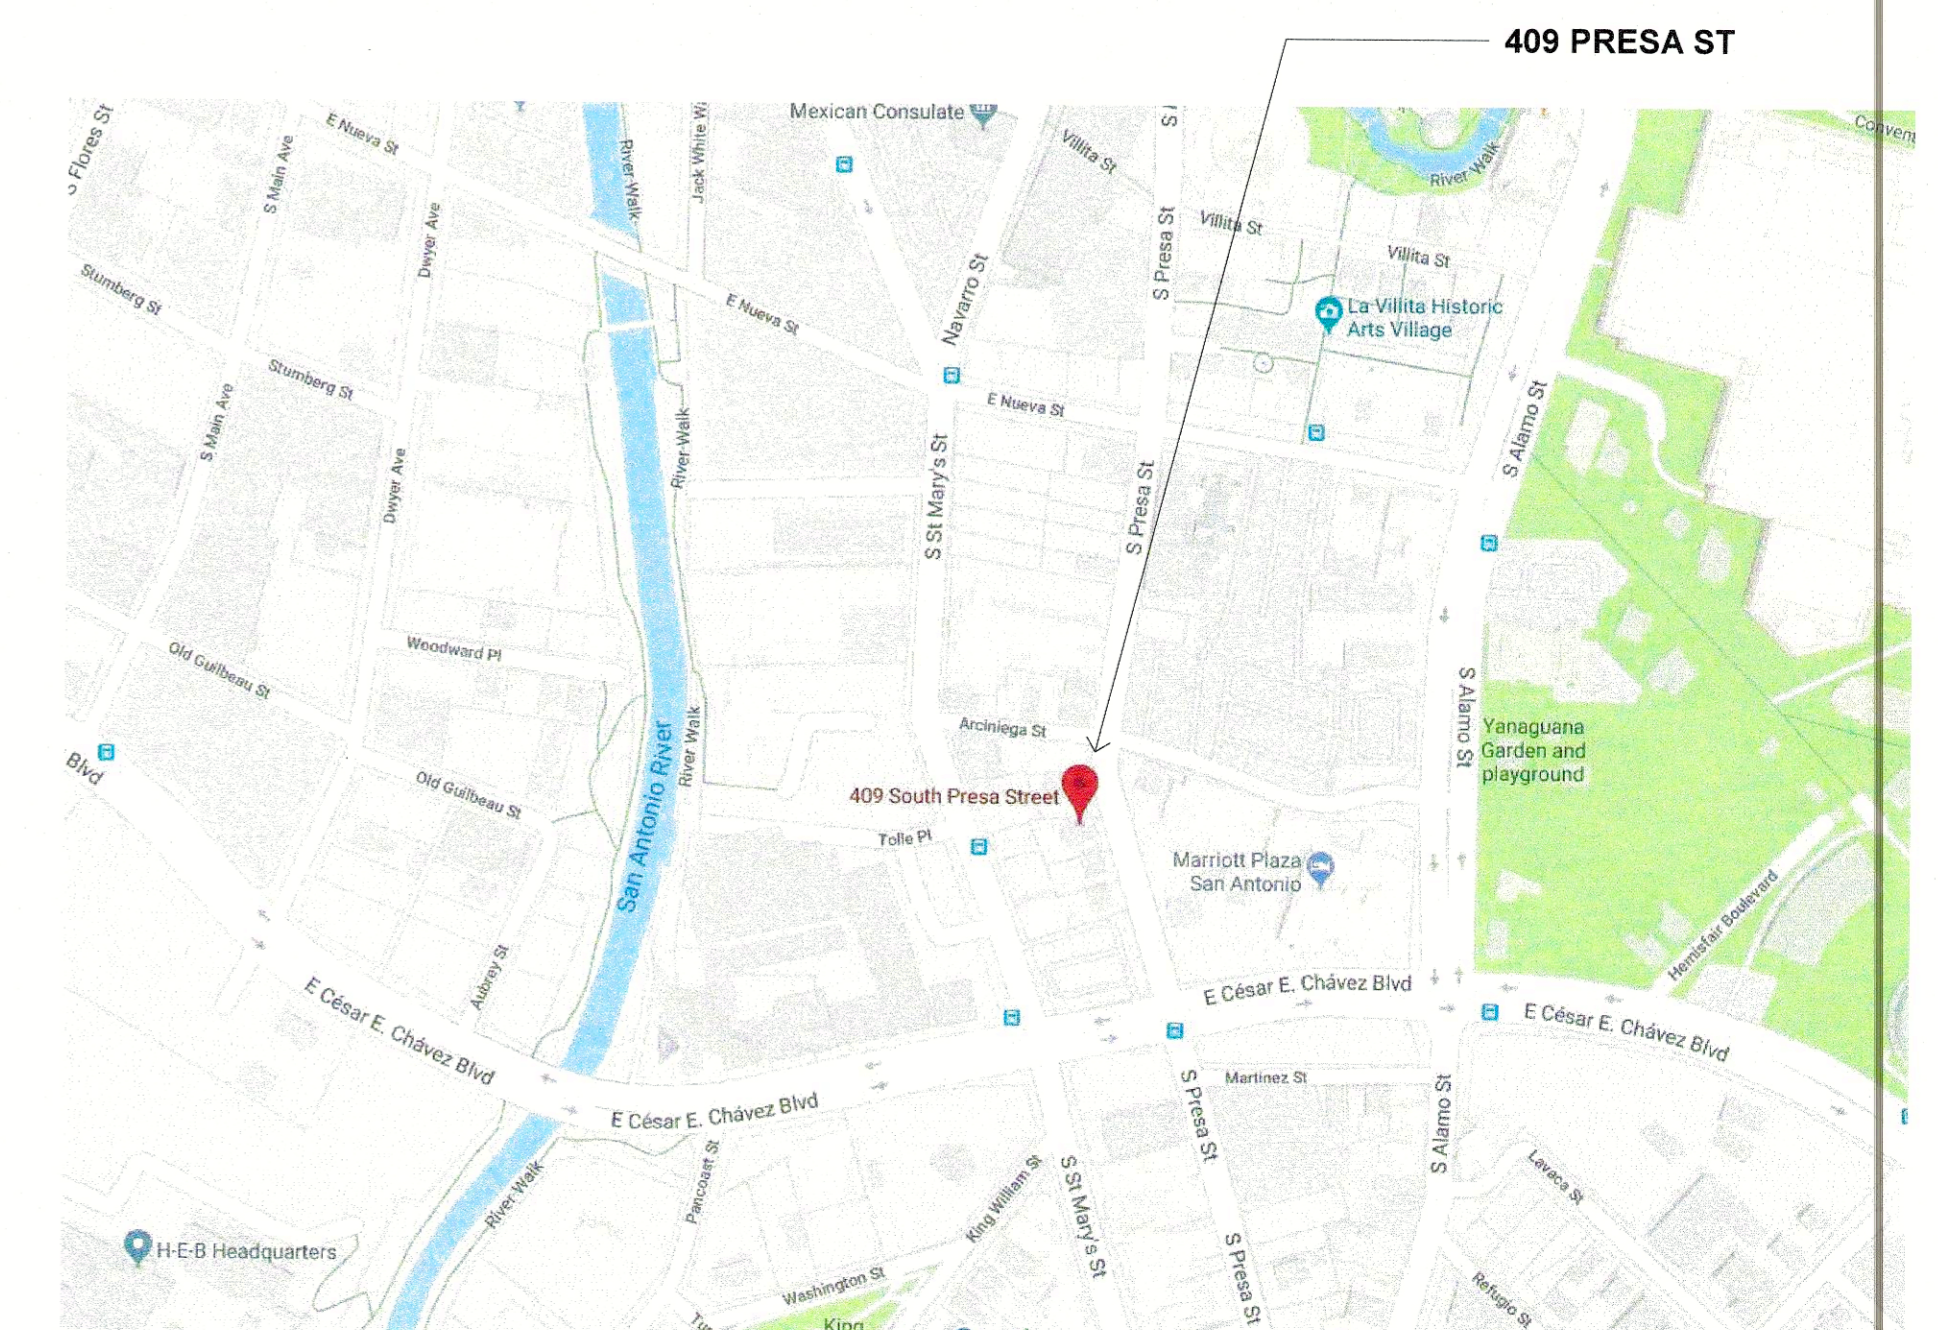 409 PRESA ST
S Flores St
E Nueva St
S Main Ave
River Walk
Mexican Consulate
Villita St
River Walk
Dwyer Ave
S Presa St
Villita St
Villita St
Stumberg St
Navarro St
E Nueva St
La Villita Historic
Arts Village
Stumberg St
S Main Ave
E Nueva St
S Alamo St
River Walk
Dwyer Ave
S St Mary's St
S Presa St
Old Guilbeau St
Woodward Pl
Arciniega St
S Alamo St
Yanaguana
Garden and
playground
Blvd
Old Guilbeau St
San Antonio River
River Walk
409 South Presa Street
Tolle Pl
Marriott Plaza
San Antonio
Hemisfair Boulevard
Aubrey St
E César E. Chávez Blvd
E César E. Chávez Blvd
E César E. Chávez Blvd
E César E. Chávez Blvd
Martinez St
S Presa St
S Alamo St
Pancoast St
River Walk
King William St
S St Mary's St
Lavaca St
H-E-B Headquarters
Washington St
S Presa St
Refugio St
King